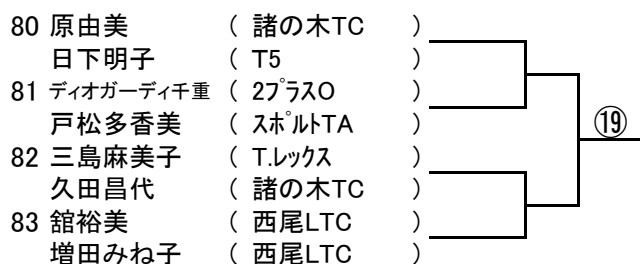 80 原由美 ( 諸の木TC )
日下明子 ( T5 )
81 ディオガーディ千重 ( 2プラスO )
戸松多香美 ( スポルトTA )
⑲
82 三島麻美子 ( T.レックス )
久田昌代 ( 諸の木TC )
83 舘裕美 ( 西尾LTC )
増田みね子 ( 西尾LTC )